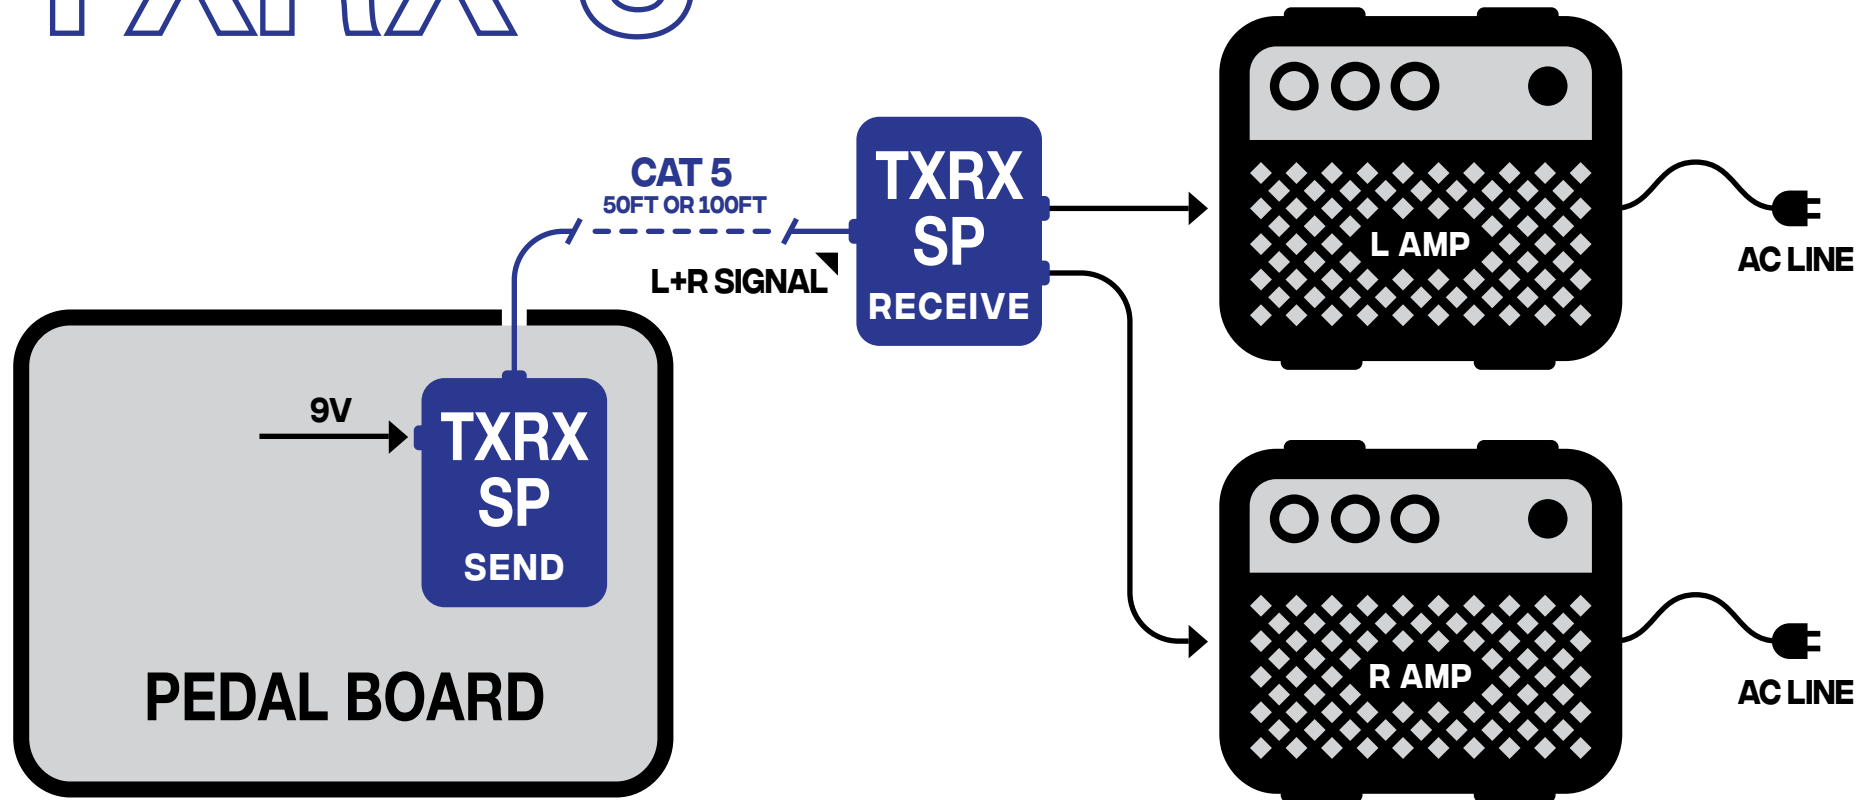 CAT 5
50FT OR 100FT
L+R SIGNAL
TXRX
SP
RECEIVE
L AMP
AC LINE
9V
TXRX
SP
SEND
PEDAL BOARD
R AMP
AC LINE